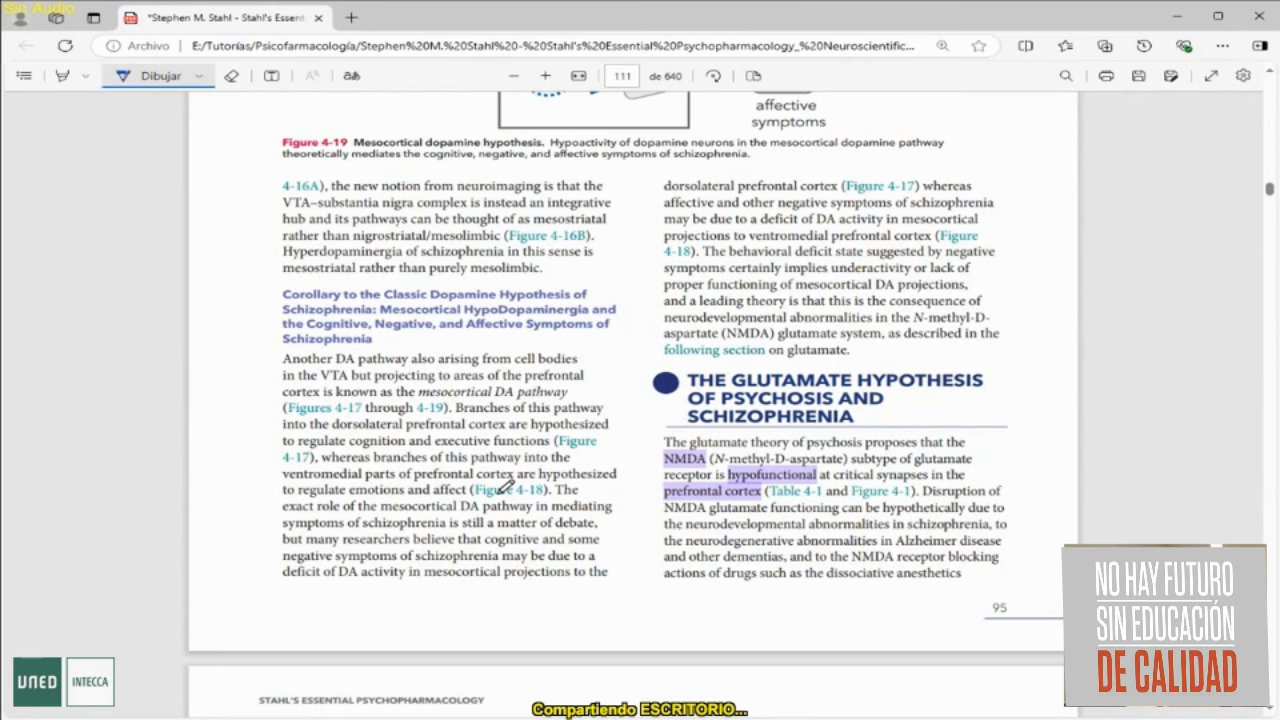 Sin Audio
*Stephen M. Stahl - Stahl's Essent
Archivo
E:/Tutorías/Psicofarmacología/Stephen%20M.%20Stahl%20-%20Stahl's%20Essential%20Psychopharmacology_%20Neuroscientific...
Dibujar
111
de 640
affective
symptoms
Figure 4-19 Mesocortical dopamine hypothesis. Hypoactivity of dopamine neurons in the mesocortical dopamine pathway
theoretically mediates the cognitive, negative, and affective symptoms of schizophrenia.
4-16A), the new notion from neuroimaging is that the
VTA–substantia nigra complex is instead an integrative
hub and its pathways can be thought of as mesostriatal
rather than nigrostriatal/mesolimbic (Figure 4-16B).
Hyperdopaminergia of schizophrenia in this sense is
mesostriatal rather than purely mesolimbic.
Corollary to the Classic Dopamine Hypothesis of
Schizophrenia: Mesocortical HypoDopaminergia and
the Cognitive, Negative, and Affective Symptoms of
Schizophrenia
Another DA pathway also arising from cell bodies
in the VTA but projecting to areas of the prefrontal
cortex is known as the mesocortical DA pathway
(Figures 4-17 through 4-19). Branches of this pathway
into the dorsolateral prefrontal cortex are hypothesized
to regulate cognition and executive functions (Figure
4-17), whereas branches of this pathway into the
ventromedial parts of prefrontal cortex are hypothesized
to regulate emotions and affect (Figure 4-18). The
exact role of the mesocortical DA pathway in mediating
symptoms of schizophrenia is still a matter of debate,
but many researchers believe that cognitive and some
negative symptoms of schizophrenia may be due to a
deficit of DA activity in mesocortical projections to the
dorsolateral prefrontal cortex (Figure 4-17) whereas
affective and other negative symptoms of schizophrenia
may be due to a deficit of DA activity in mesocortical
projections to ventromedial prefrontal cortex (Figure
4-18). The behavioral deficit state suggested by negative
symptoms certainly implies underactivity or lack of
proper functioning of mesocortical DA projections,
and a leading theory is that this is the consequence of
neurodevelopmental abnormalities in the N-methyl-D-
aspartate (NMDA) glutamate system, as described in the
following section on glutamate.
THE GLUTAMATE HYPOTHESIS
OF PSYCHOSIS AND
SCHIZOPHRENIA
The glutamate theory of psychosis proposes that the
NMDA (N-methyl-D-aspartate) subtype of glutamate
receptor is hypofunctional at critical synapses in the
prefrontal cortex (Table 4-1 and Figure 4-1). Disruption of
NMDA glutamate functioning can be hypothetically due to
the neurodevelopmental abnormalities in schizophrenia, to
the neurodegenerative abnormalities in Alzheimer disease
and other dementias, and to the NMDA receptor blocking
actions of drugs such as the dissociative anesthetics
95
STAHL'S ESSENTIAL PSYCHOPHARMACOLOGY
UNED
INTECCA
NO HAY FUTURO
SIN EDUCACIÓN
DE CALIDAD
Compartiendo ESCRITORIO...